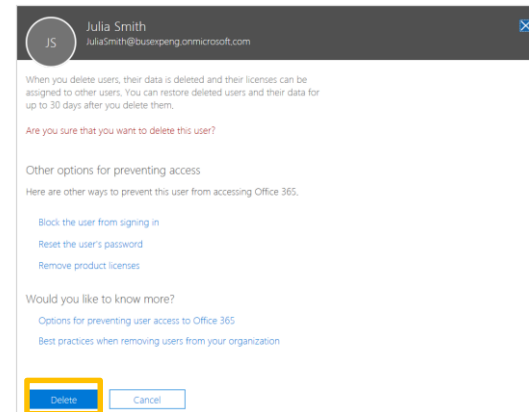 Julia Smith
JS
JuliaSmith@busexpeng.onmicrosoft.com
When you delete users, their data is deleted and their licenses can be
assigned to other users. You can restore deleted users and their data for
up to 30 days after you delete them.
Are you sure that you want to delete this user?
Other options for preventing access
Here are other ways to prevent this user from accessing Office 365.
Block the user from signing in
Reset the user's password
Remove product licenses
Would you like to know more?
Options for preventing user access to Office 365
Best practices when removing users from your organization
Delete
Cancel